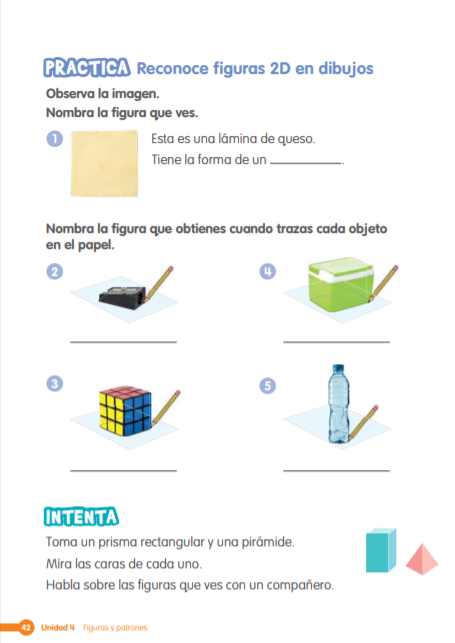 PRACTICA Reconoce figuras 2D en dibujos
Observa la imagen.
Nombra la figura que ves.
1
Esta es una lámina de queso.
Tiene la forma de un __________.
Nombra la figura que obtienes cuando trazas cada objeto
en el papel.
2
4
3
5
INTENTA
Toma un prisma rectangular y una pirámide.
Mira las caras de cada uno.
Habla sobre las figuras que ves con un compañero.
42 Unidad 4 Figuras y patrones